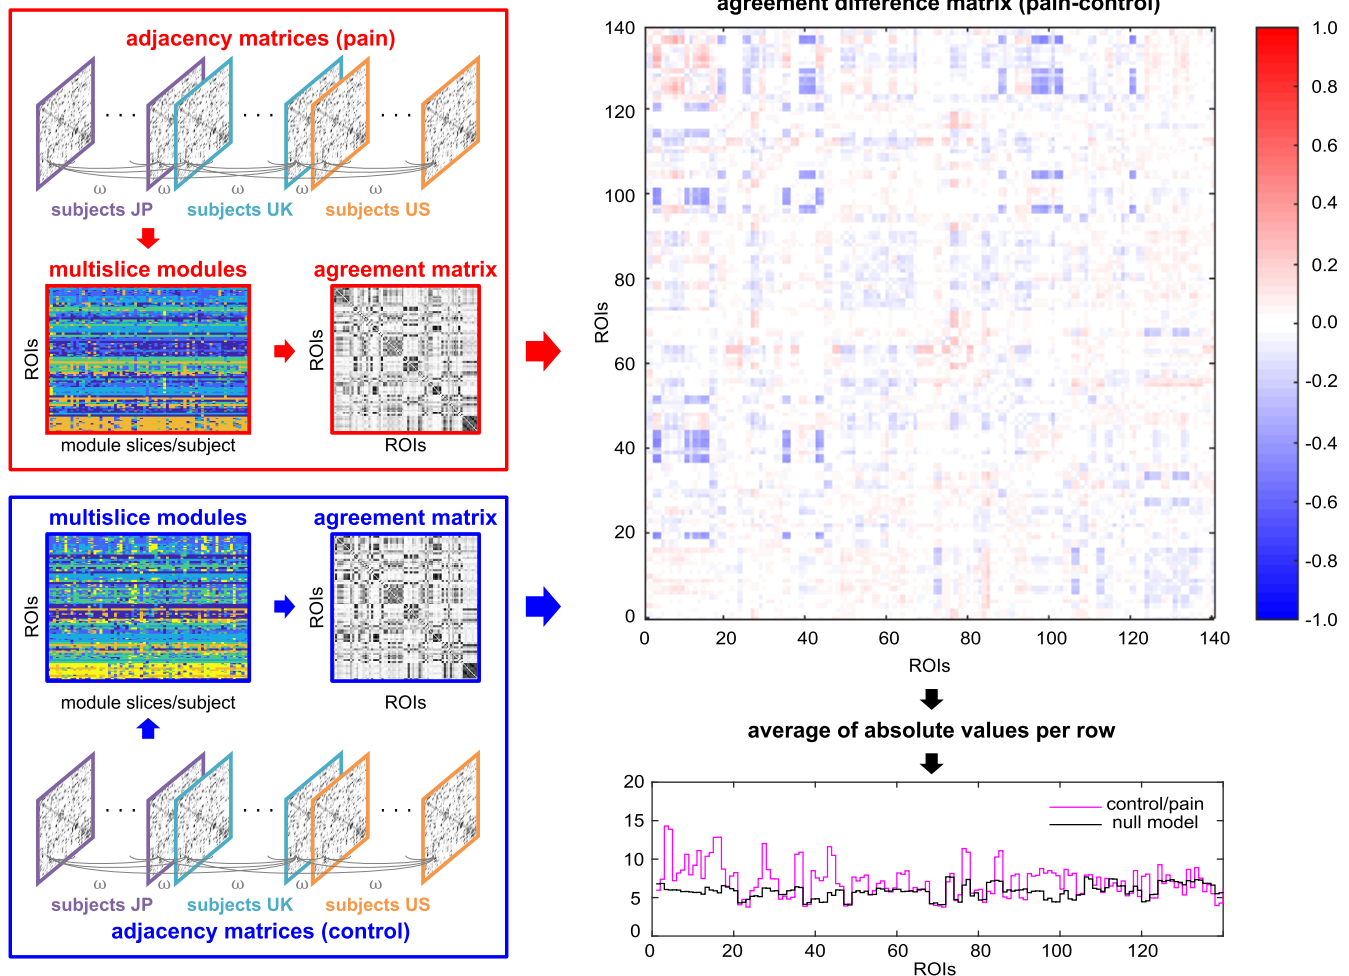 adjacency matrices (pain)
. . .
. . .
. . .
ω ω ω ω ω
subjects JP subjects UK subjects US
multislice modules agreement matrix
ROIs
ROIs
module slices/subject ROIs
multislice modules agreement matrix
ROIs
ROIs
module slices/subject ROIs
. . .
. . .
. . .
ω ω ω ω ω
subjects JP subjects UK subjects US
adjacency matrices (control)
agreement difference matrix (pain-control)
140
120
100
80
60
40
20
0
ROIs
0 20 40 60 80 100 120 140
ROIs
1.0
0.8
0.6
0.4
0.2
0.0
-0.2
-0.4
-0.6
-0.8
-1.0
average of absolute values per row
20
15
10
5
0
control/pain
null model
0 20 40 60 80 100 120
ROIs